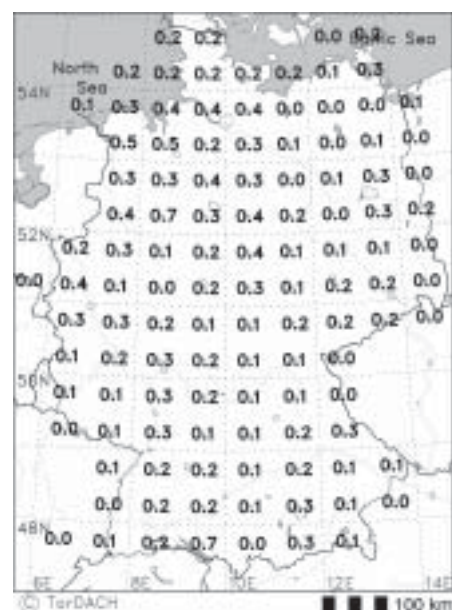 0.2 0.2 0.0 0.2 Baltic Sea
North Sea 0.2 0.2 0.2 0.2 0.2 0.1 0.3
54N
0.1 0.3 0.4 0.4 0.4 0.0 0.0 0.0 0.1
0.5 0.5 0.2 0.3 0.1 0.0 0.1 0.0
0.3 0.3 0.4 0.3 0.0 0.1 0.3 0.0
0.4 0.7 0.3 0.4 0.2 0.0 0.3 0.2
52N
0.2 0.3 0.1 0.2 0.4 0.1 0.1 0.1 0.0
0.0 0.4 0.1 0.0 0.2 0.3 0.1 0.2 0.2 0.0
0.3 0.3 0.2 0.1 0.1 0.2 0.2 0.2 0.0
0.1 0.2 0.3 0.2 0.1 0.1 0.0
50N
0.1 0.1 0.3 0.2 0.1 0.1 0.0
0.0 0.1 0.3 0.1 0.1 0.2 0.3
0.1 0.2 0.2 0.1 0.2 0.1 0.1
0.0 0.2 0.2 0.1 0.3 0.1 0.0
48N
0.0 0.1 0.2 0.7 0.0 0.3 0.1
6E 8E 10E 12E 14E
© TorDACH 100 km